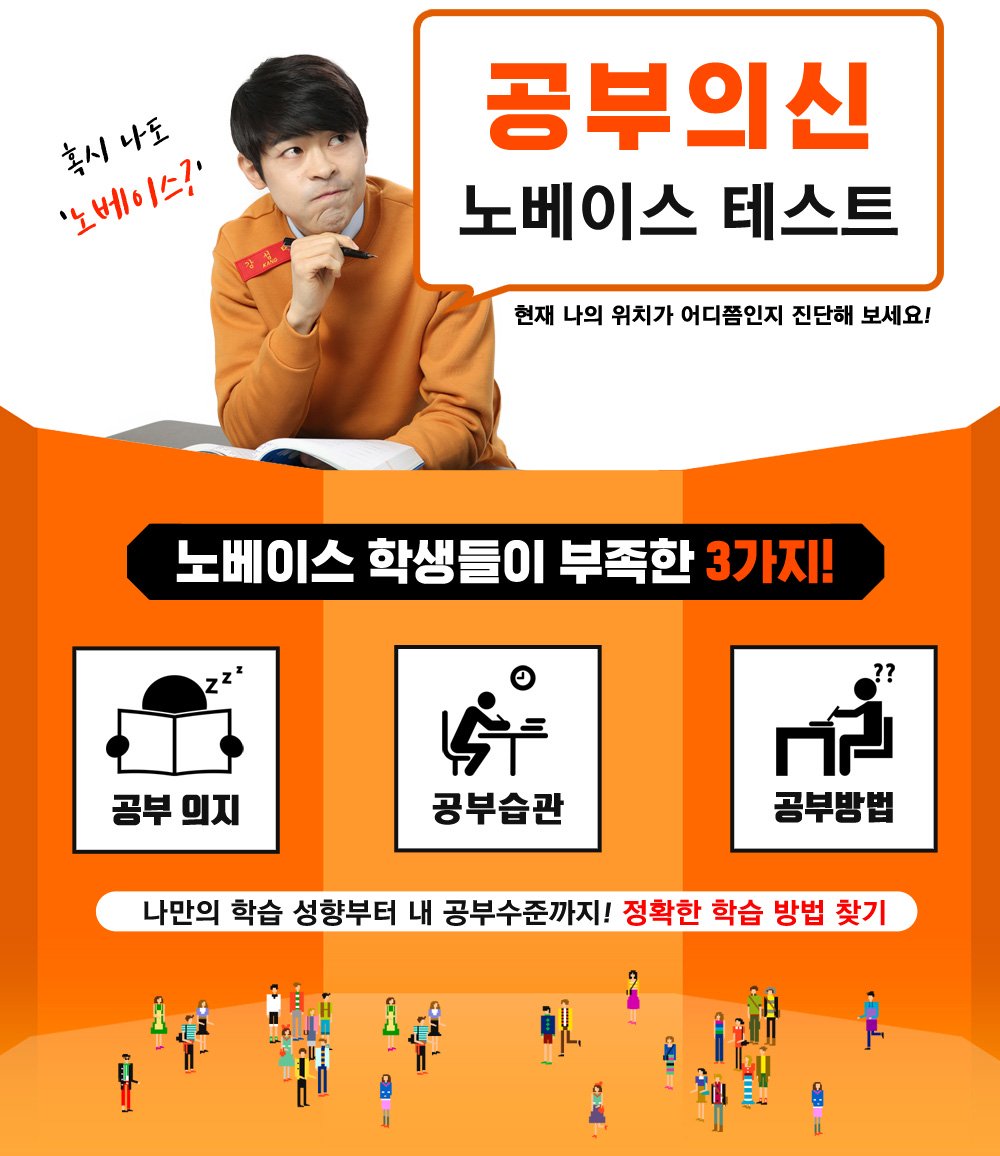 혹시 나도
'노베이스?'
공부의신
노베이스 테스트
현재 나의 위치가 어디쯤인지 진단해 보세요!
KANG
노베이스 학생들이 부족한 3가지!
zzz
공부 의지
공부습관
??
공부방법
나만의 학습 성향부터 내 공부수준까지! 정확한 학습 방법 찾기